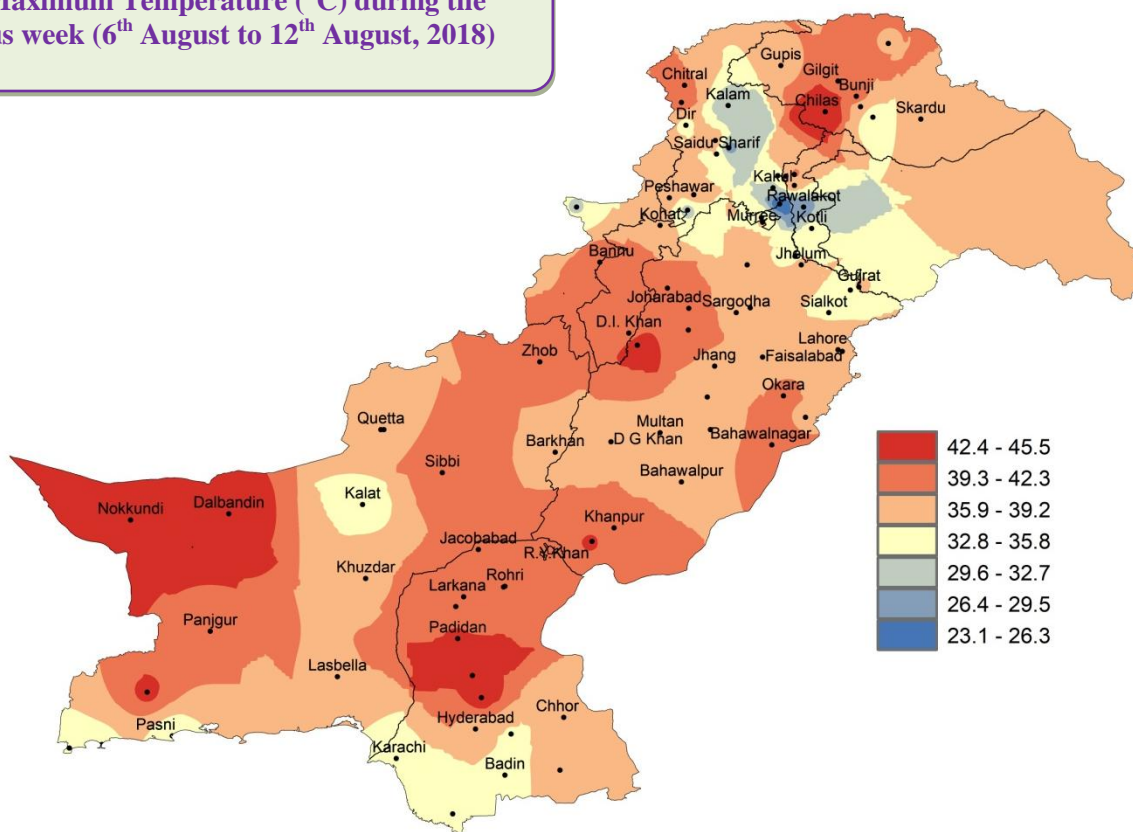 Maximum Temperature (°C) during the
us week (6th August to 12th August, 2018)
Gupis
Chitral
Gilgit
Bunji
Kalam
Chilas
Skardu
Dir
Saidu Sharif
Kakul
Peshawar
Rawalakot
Kohat
Murree
Kotli
Bannu
Jhelum
Gujrat
Joharabad
Sargodha
Sialkot
D.I. Khan
Lahore
Zhob
Jhang
Faisalabad
Okara
Quetta
Multan
Barkhan
D G Khan
Bahawalnagar
Sibbi
Bahawalpur
Kalat
Nokkundi
Dalbandin
Khanpur
Jacobabad
R.Y.Khan
Khuzdar
Rohri
Larkana
Panjgur
Padidan
Lasbella
Chhor
Hyderabad
Pasni
Karachi
Badin
42.4 - 45.5
39.3 - 42.3
35.9 - 39.2
32.8 - 35.8
29.6 - 32.7
26.4 - 29.5
23.1 - 26.3